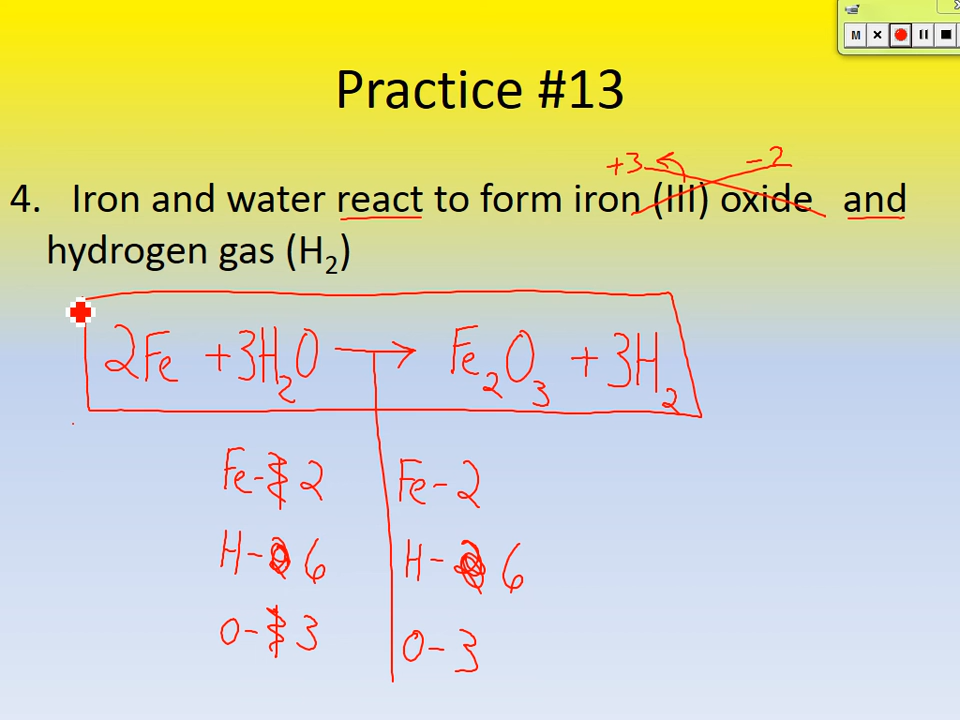 Practice #13
+3 -2
4. Iron and water react to form iron (III) oxide and
hydrogen gas (H2)
2Fe + 3H2O → Fe2O3 + 3H2
Fe- 2 Fe- 2
H- 6 H- 6
O- 3 O- 3
M